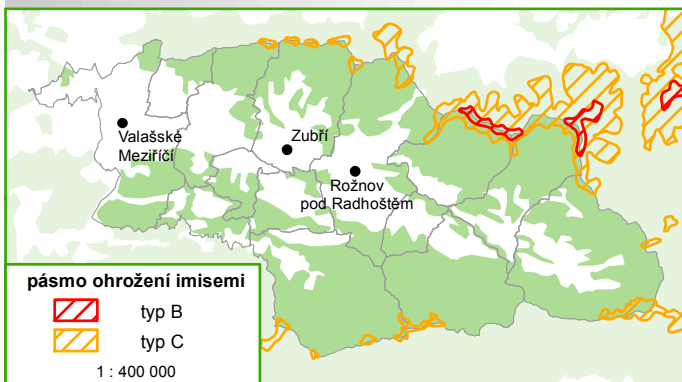 Valašské
Meziříčí
Zubří
Rožnov
pod Radhoštěm
pásmo ohrožení imisemi
typ B
typ C
1 : 400 000